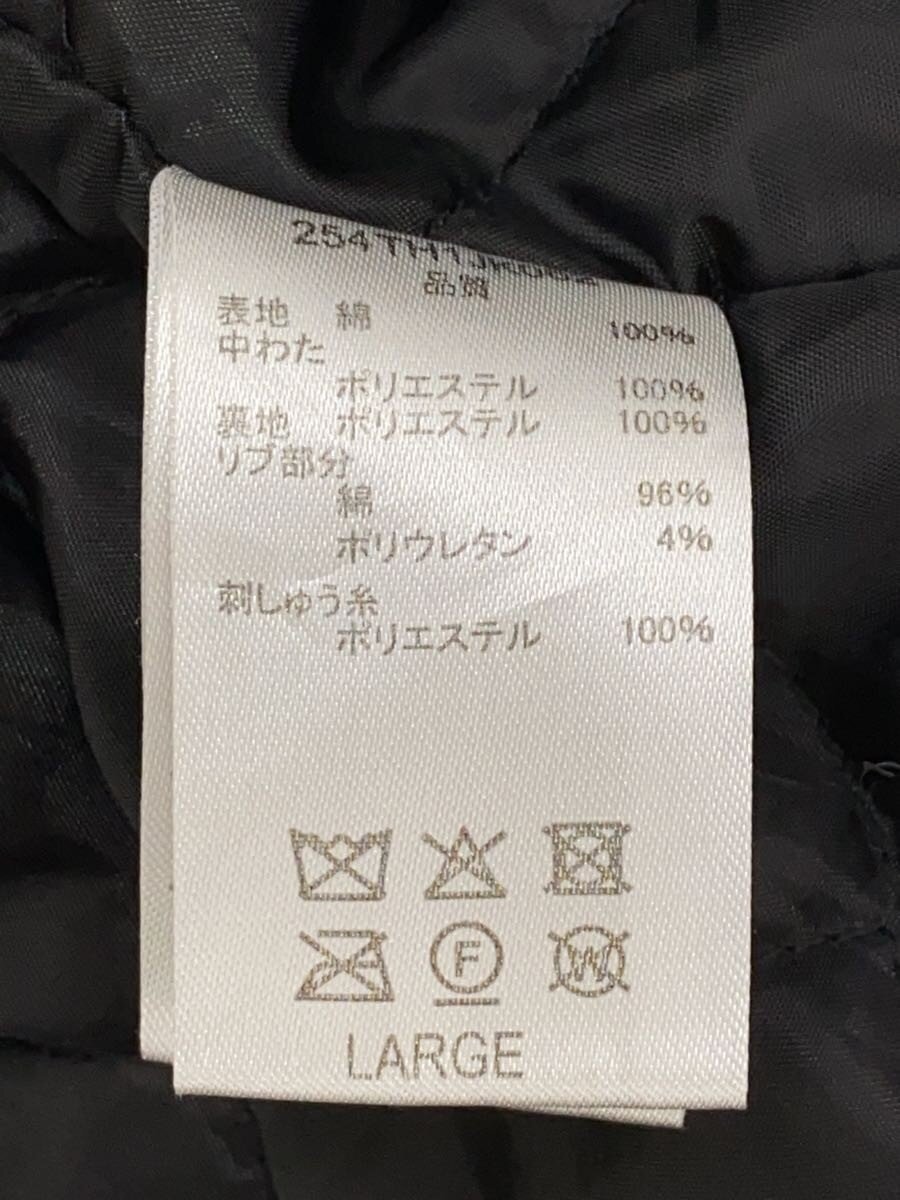 品質
表地 綿 100%
中わた
ポリエステル 100%
裏地 ポリエステル 100%
リブ部分
綿 96%
ポリウレタン 4%
刺しゅう糸
ポリエステル 100%
F W
LARGE